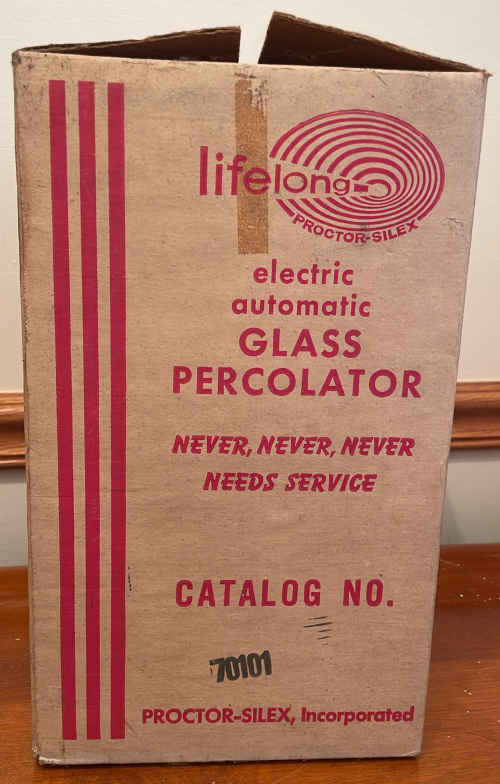 lifelong
PROCTOR-SILEX
electric
automatic
GLASS
PERCOLATOR
NEVER, NEVER, NEVER
NEEDS SERVICE
CATALOG NO.
70101
PROCTOR-SILEX, Incorporated